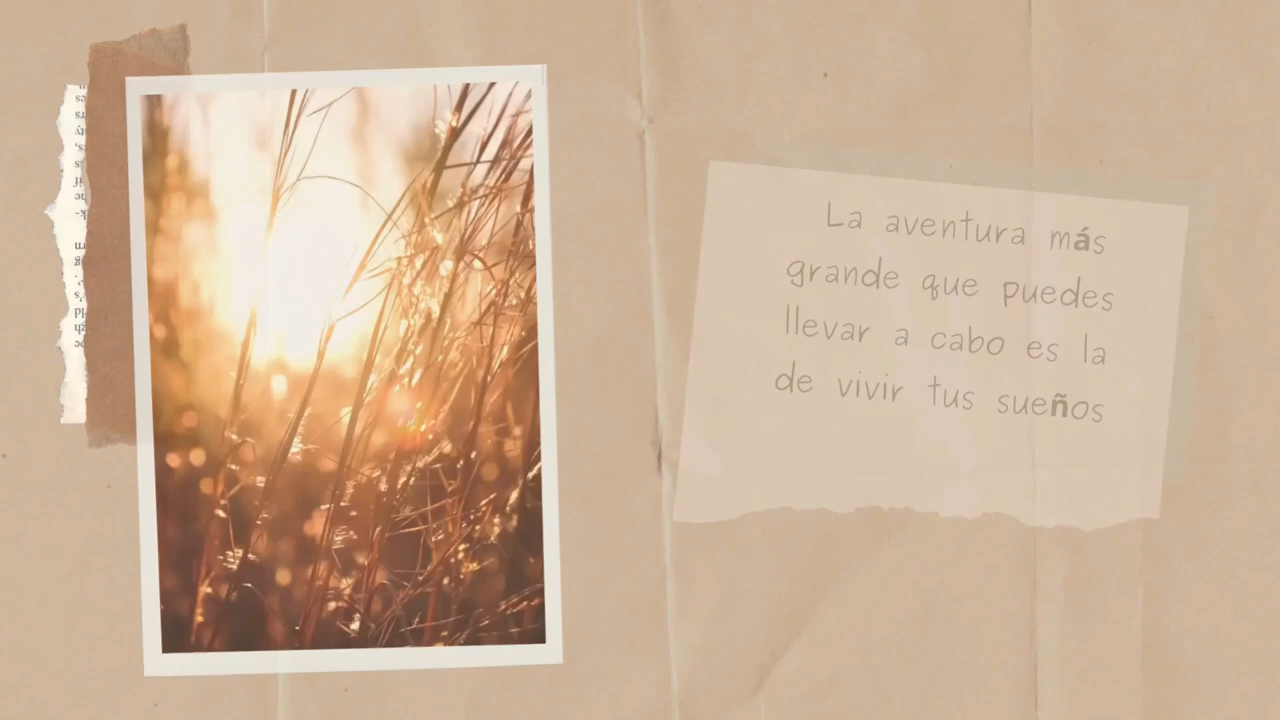 La aventura más
grande que puedes
llevar a cabo es la
de vivir tus sueños